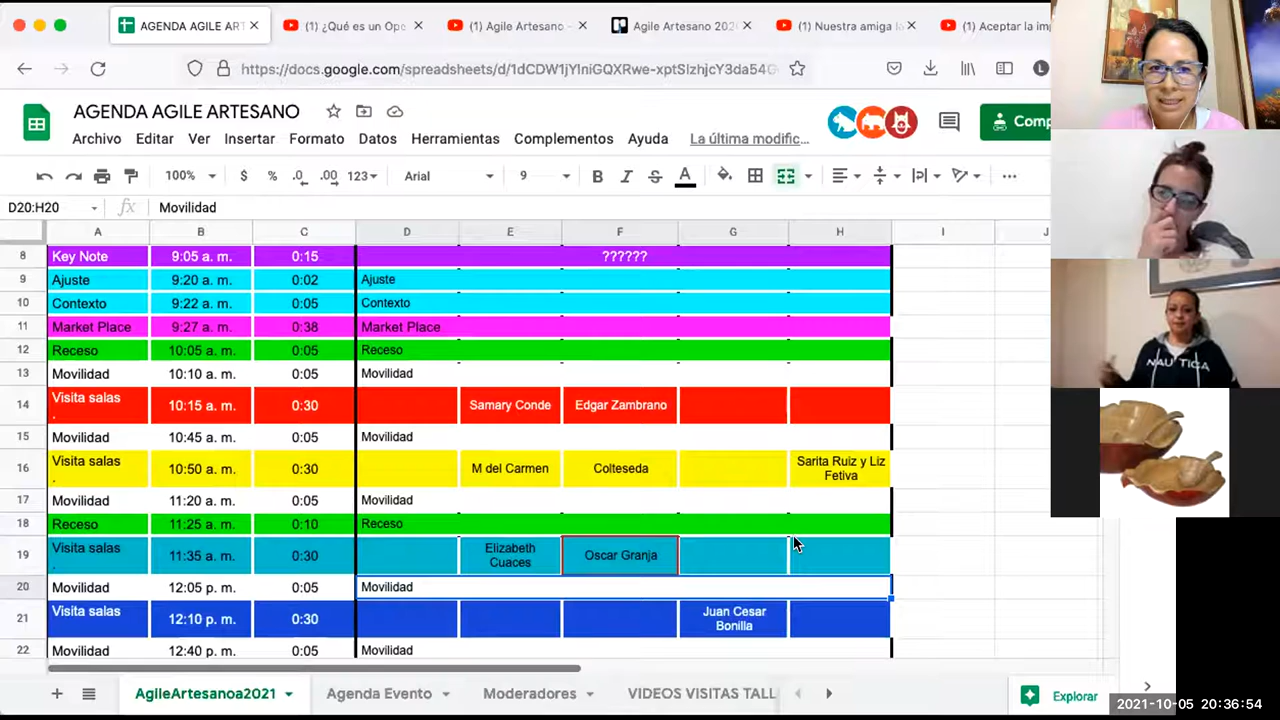 AGENDA AGILE ART
(1) ¿Qué es un Ope
(1) Agile Artesano -
Agile Artesano 202
(1) Nuestra amiga lo
(1) Aceptar la im
https://docs.google.com/spreadsheets/d/
AGENDA AGILE ARTESANO
Archivo Editar Ver Insertar Formato Datos Herramientas Complementos Ayuda La última modific...
Comp
100% $ % .0 .00 123 Arial 9 B I S A
D20:H20 fx Movilidad
A B C D E F G H I J
8 Key Note 9:05 a. m. 0:15 ??????
9 Ajuste 9:20 a. m. 0:02 Ajuste
10 Contexto 9:22 a. m. 0:05 Contexto
11 Market Place 9:27 a. m. 0:38 Market Place
12 Receso 10:05 a. m. 0:05 Receso
13 Movilidad 10:10 a. m. 0:05 Movilidad
14 Visita salas . 10:15 a. m. 0:30 Samary Conde Edgar Zambrano
15 Movilidad 10:45 a. m. 0:05 Movilidad
16 Visita salas . 10:50 a. m. 0:30 M del Carmen Colteseda Sarita Ruiz y Liz Fetiva
17 Movilidad 11:20 a. m. 0:05 Movilidad
18 Receso 11:25 a. m. 0:10 Receso
19 Visita salas . 11:35 a. m. 0:30 Elizabeth Cuaces Oscar Granja
20 Movilidad 12:05 p. m. 0:05 Movilidad
21 Visita salas 12:10 p. m. 0:30 Juan Cesar Bonilla
22 Movilidad 12:40 p. m. 0:05 Movilidad
AgileArtesanoa2021 Agenda Evento Moderadores VIDEOS VISITAS TALL
Explorar
NAUTICA
2021-10-05 20:36:54